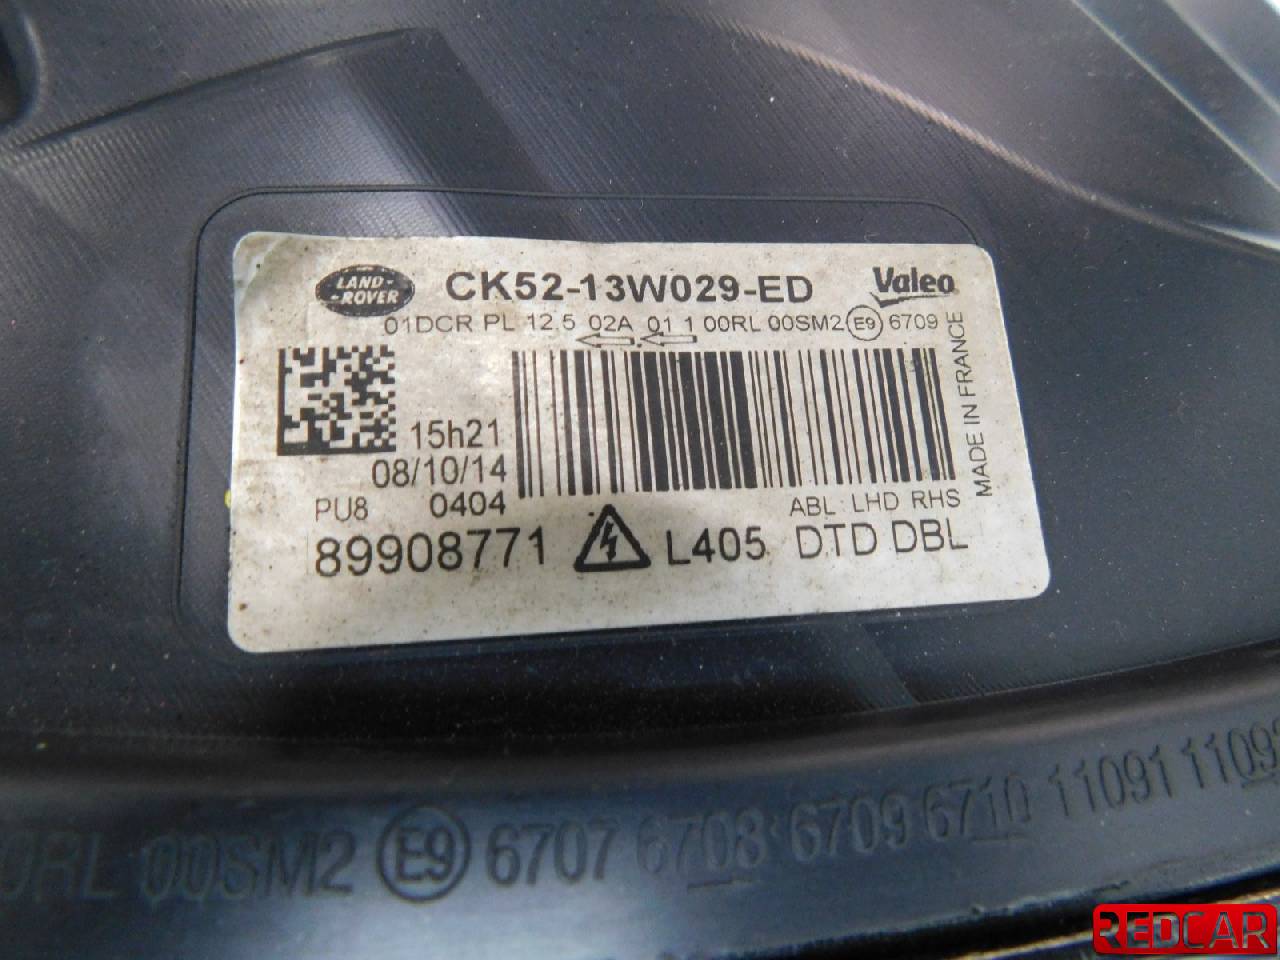 LAND-
-ROVER
CK52-13W029-ED
Valeo
01DCR PL 12.5 02A 01 1 00RL 00SM2 E9 6709
MADE IN FRANCE
15h21
08/10/14
PU8 0404
ABL LHD RHS
89908771 L405 DTD DBL
0RL 00SM2 E9 6707 6708 6709 6710 11091 1109
REDCAR